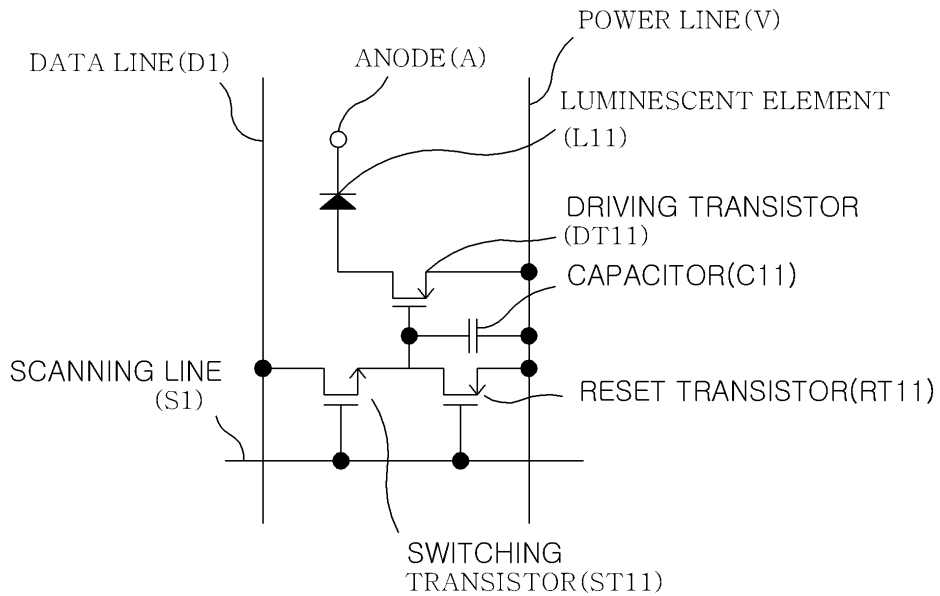 POWER LINE(V)
ANODE(A)
DATA LINE(D1)
LUMINESCENT ELEMENT
(L11)
DRIVING TRANSISTOR
(DT11)
CAPACITOR(C11)
SCANNING LINE
(S1)
RESET TRANSISTOR(RT11)
SWITCHING
TRANSISTOR(ST11)